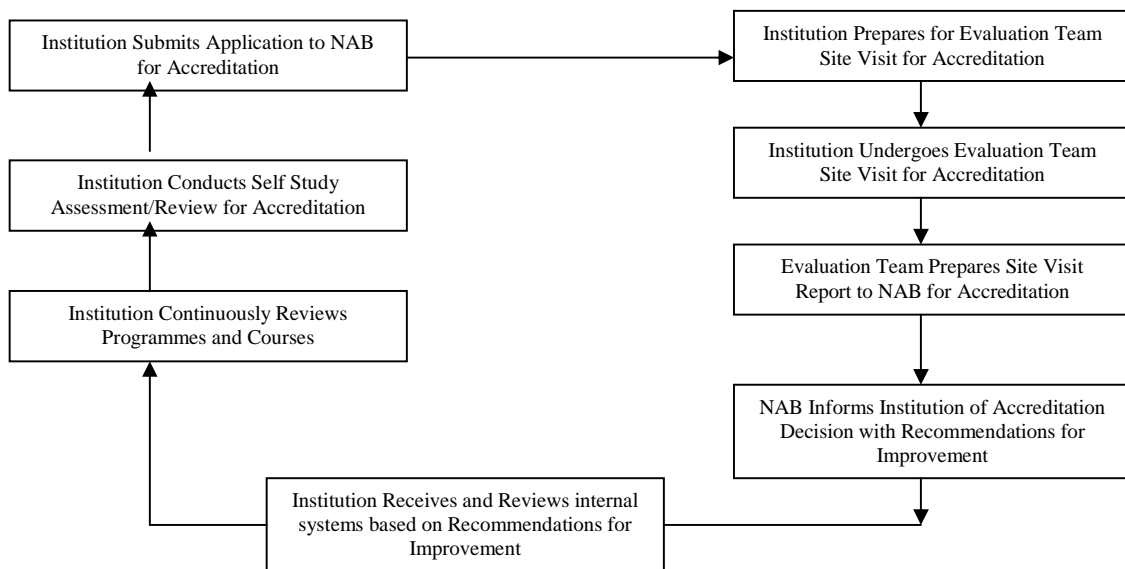 Institution Submits Application to NAB
for Accreditation
Institution Prepares for Evaluation Team
Site Visit for Accreditation
Institution Undergoes Evaluation Team
Site Visit for Accreditation
Institution Conducts Self Study
Assessment/Review for Accreditation
Evaluation Team Prepares Site Visit
Report to NAB for Accreditation
Institution Continuously Reviews
Programmes and Courses
NAB Informs Institution of Accreditation
Decision with Recommendations for
Improvement
Institution Receives and Reviews internal
systems based on Recommendations for
Improvement